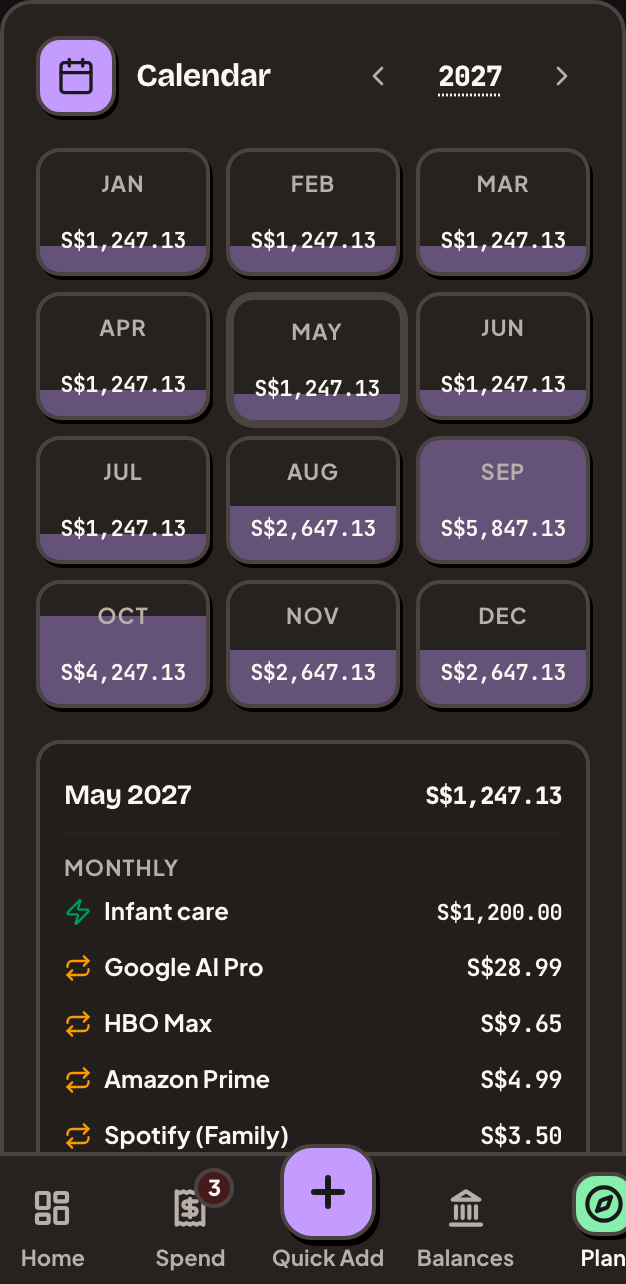 Calendar
2027
JAN FEB MAR
S$1,247.13 S$1,247.13 S$1,247.13
APR MAY JUN
S$1,247.13 S$1,247.13 S$1,247.13
JUL AUG SEP
S$1,247.13 S$2,647.13 S$5,847.13
OCT NOV DEC
S$4,247.13 S$2,647.13 S$2,647.13
May 2027 S$1,247.13
MONTHLY
Infant care S$1,200.00
Google AI Pro S$28.99
HBO Max S$9.65
Amazon Prime S$4.99
Spotify (Family) S$3.50
3
Home Spend Quick Add Balances Plan